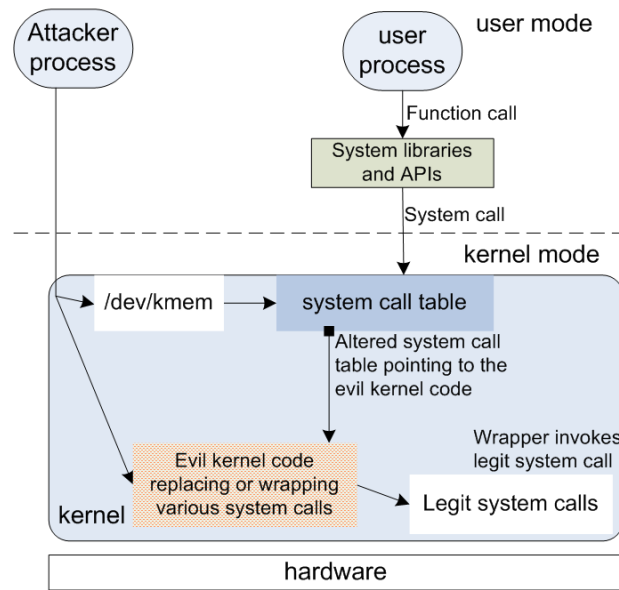 Attacker
process
user
process
user mode
Function call
System libraries
and APIs
System call
kernel mode
/dev/kmem
system call table
Altered system call
table pointing to the
evil kernel code
Evil kernel code
replacing or wrapping
various system calls
Wrapper invokes
legit system call
Legit system calls
kernel
hardware